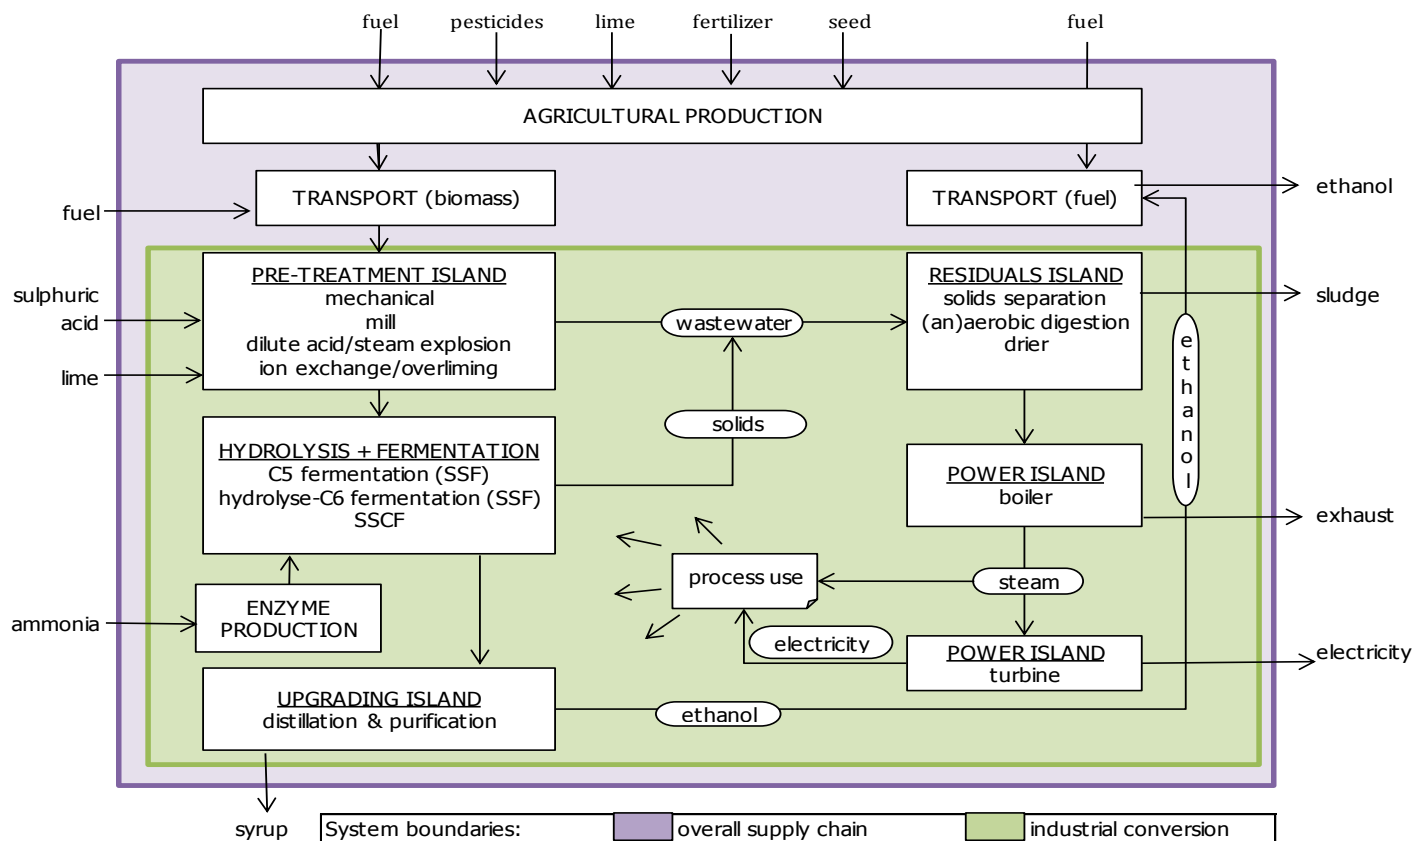 fuel
pesticides
lime
fertilizer
seed
fuel
AGRICULTURAL PRODUCTION
TRANSPORT (biomass)
TRANSPORT (fuel)
ethanol
fuel
PRE-TREATMENT ISLAND
mechanical
mill
dilute acid/steam explosion
ion exchange/overliming
sulphuric
acid
lime
wastewater
RESIDUALS ISLAND
solids separation
(an)aerobic digestion
drier
sludge
ethanol
solids
HYDROLYSIS + FERMENTATION
C5 fermentation (SSF)
hydrolyse-C6 fermentation (SSF)
SSCF
POWER ISLAND
boiler
exhaust
process use
steam
ammonia
ENZYME
PRODUCTION
electricity
POWER ISLAND
turbine
electricity
UPGRADING ISLAND
distillation & purification
ethanol
syrup
System boundaries:
overall supply chain
industrial conversion